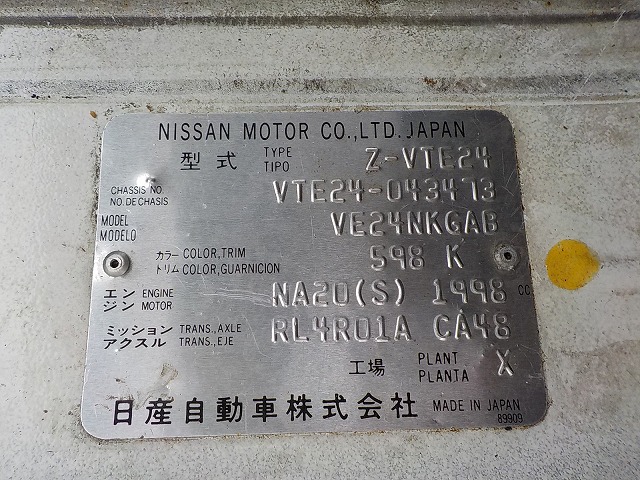 NISSAN MOTOR CO., LTD. JAPAN
型式 TYPE TIPO Z-VTE24
CHASSIS NO. NO. DE CHASIS VTE24-043473
MODEL MODELO VE24NKGAB
カラー COLOR, TRIM トリム COLOR, GUARNICION 598 K
エンジン ENGINE MOTOR NA20(S) 1998 CC
ミッション TRANS., AXLE アクスル TRANS., EJE RL4R01A CA48
工場 PLANT PLANTA X
日産自動車株式会社 MADE IN JAPAN
89909